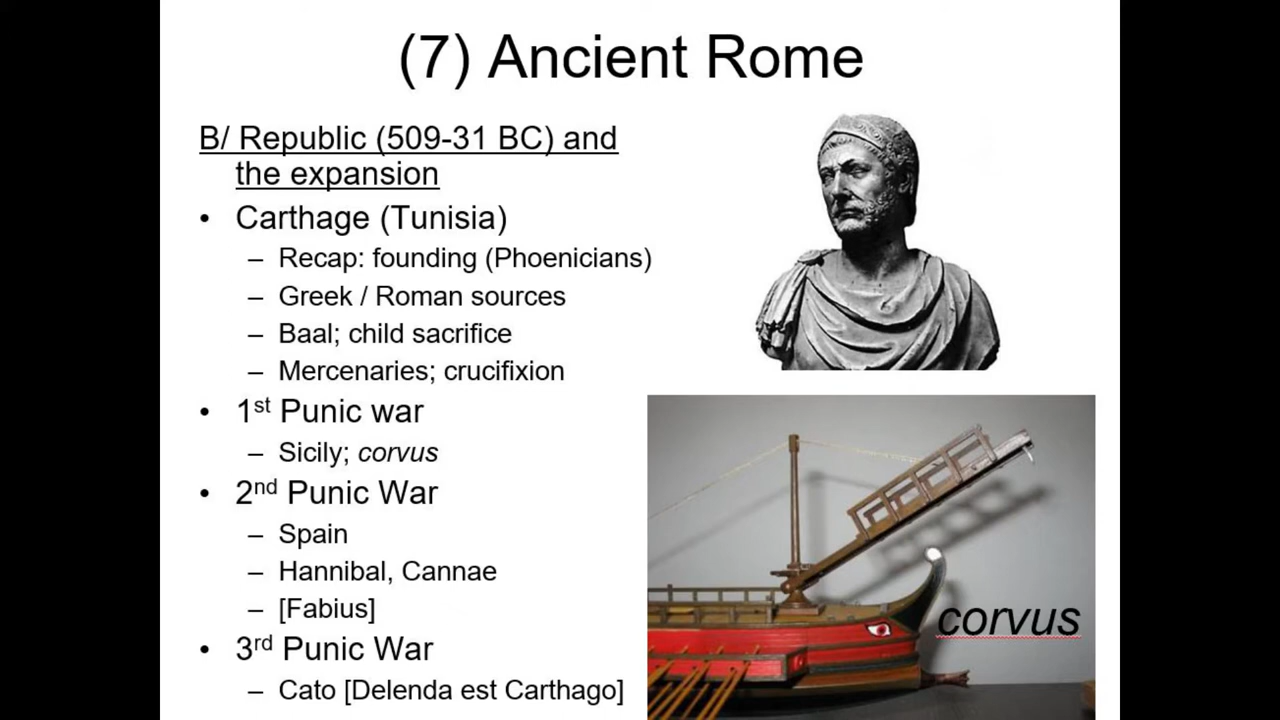 (7) Ancient Rome
B/ Republic (509-31 BC) and
the expansion
• Carthage (Tunisia)
– Recap: founding (Phoenicians)
– Greek / Roman sources
– Baal; child sacrifice
– Mercenaries; crucifixion
• 1st Punic war
– Sicily; corvus
• 2nd Punic War
– Spain
– Hannibal, Cannae
– [Fabius]
• 3rd Punic War
– Cato [Delenda est Carthago]
corvus